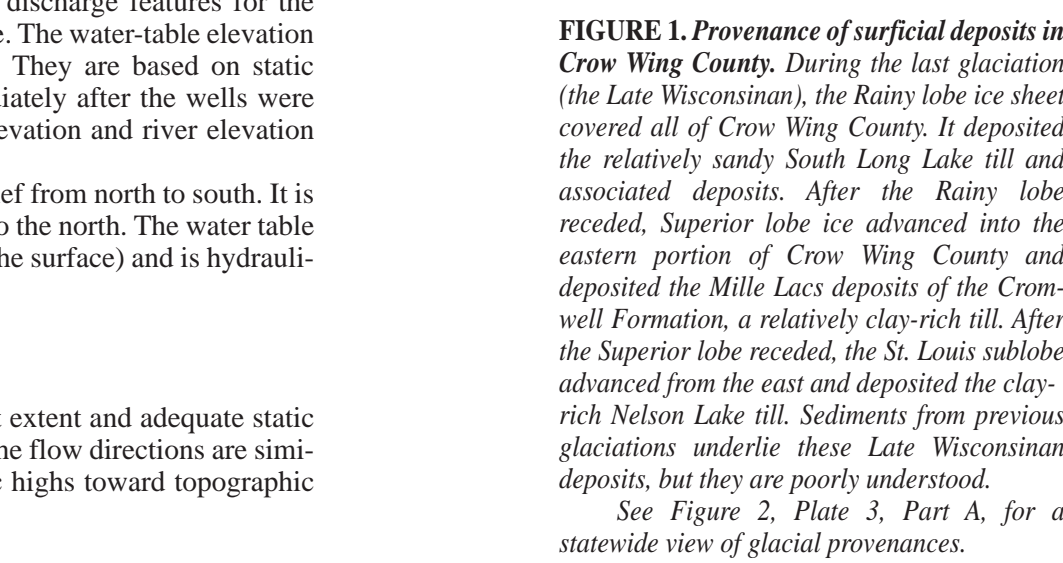 discharge features for the
e. The water-table elevation
They are based on static
iately after the wells were
evation and river elevation
ef from north to south. It is
o the north. The water table
he surface) and is hydrauli-
t extent and adequate static
he flow directions are simi-
c highs toward topographic
FIGURE 1. Provenance of surficial deposits in
Crow Wing County. During the last glaciation
(the Late Wisconsinan), the Rainy lobe ice sheet
covered all of Crow Wing County. It deposited
the relatively sandy South Long Lake till and
associated deposits. After the Rainy lobe
receded, Superior lobe ice advanced into the
eastern portion of Crow Wing County and
deposited the Mille Lacs deposits of the Crom-
well Formation, a relatively clay-rich till. After
the Superior lobe receded, the St. Louis sublobe
advanced from the east and deposited the clay-
rich Nelson Lake till. Sediments from previous
glaciations underlie these Late Wisconsinan
deposits, but they are poorly understood.
See Figure 2, Plate 3, Part A, for a
statewide view of glacial provenances.